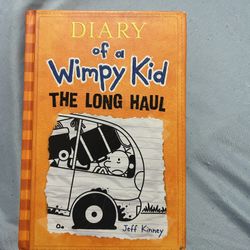 DIARY
of a
Wimpy Kid
THE LONG HAUL
Jeff Kinney